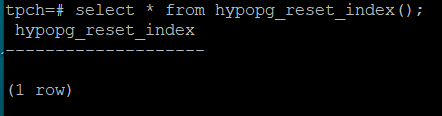 tpch=# select * from hypopg_reset_index();
 hypopg_reset_index
--------------------

(1 row)